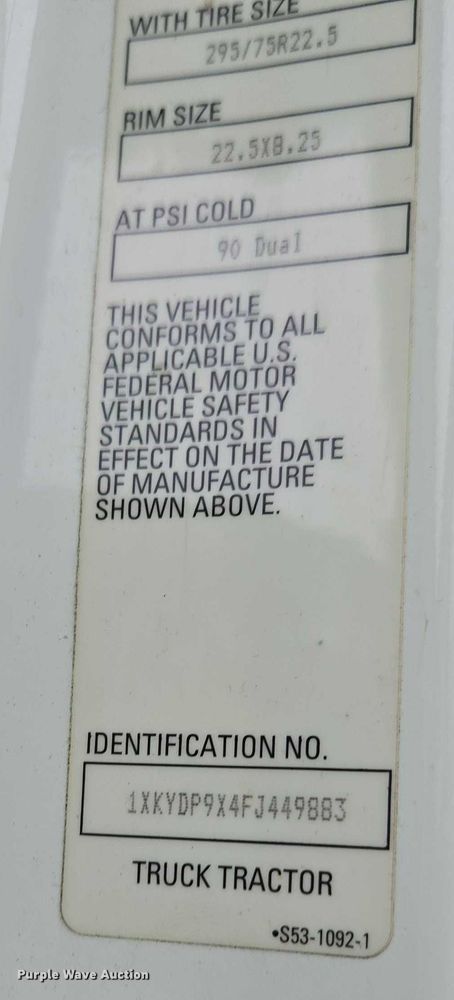 WITH TIRE SIZE
295/75R22.5
RIM SIZE
22.5X8.25
AT PSI COLD
90 Dual
THIS VEHICLE
CONFORMS TO ALL
APPLICABLE U.S.
FEDERAL MOTOR
VEHICLE SAFETY
STANDARDS IN
EFFECT ON THE DATE
OF MANUFACTURE
SHOWN ABOVE.
IDENTIFICATION NO.
1XKYDP9X4FJ449883
TRUCK TRACTOR
•S53-1092-1
Purple Wave Auction